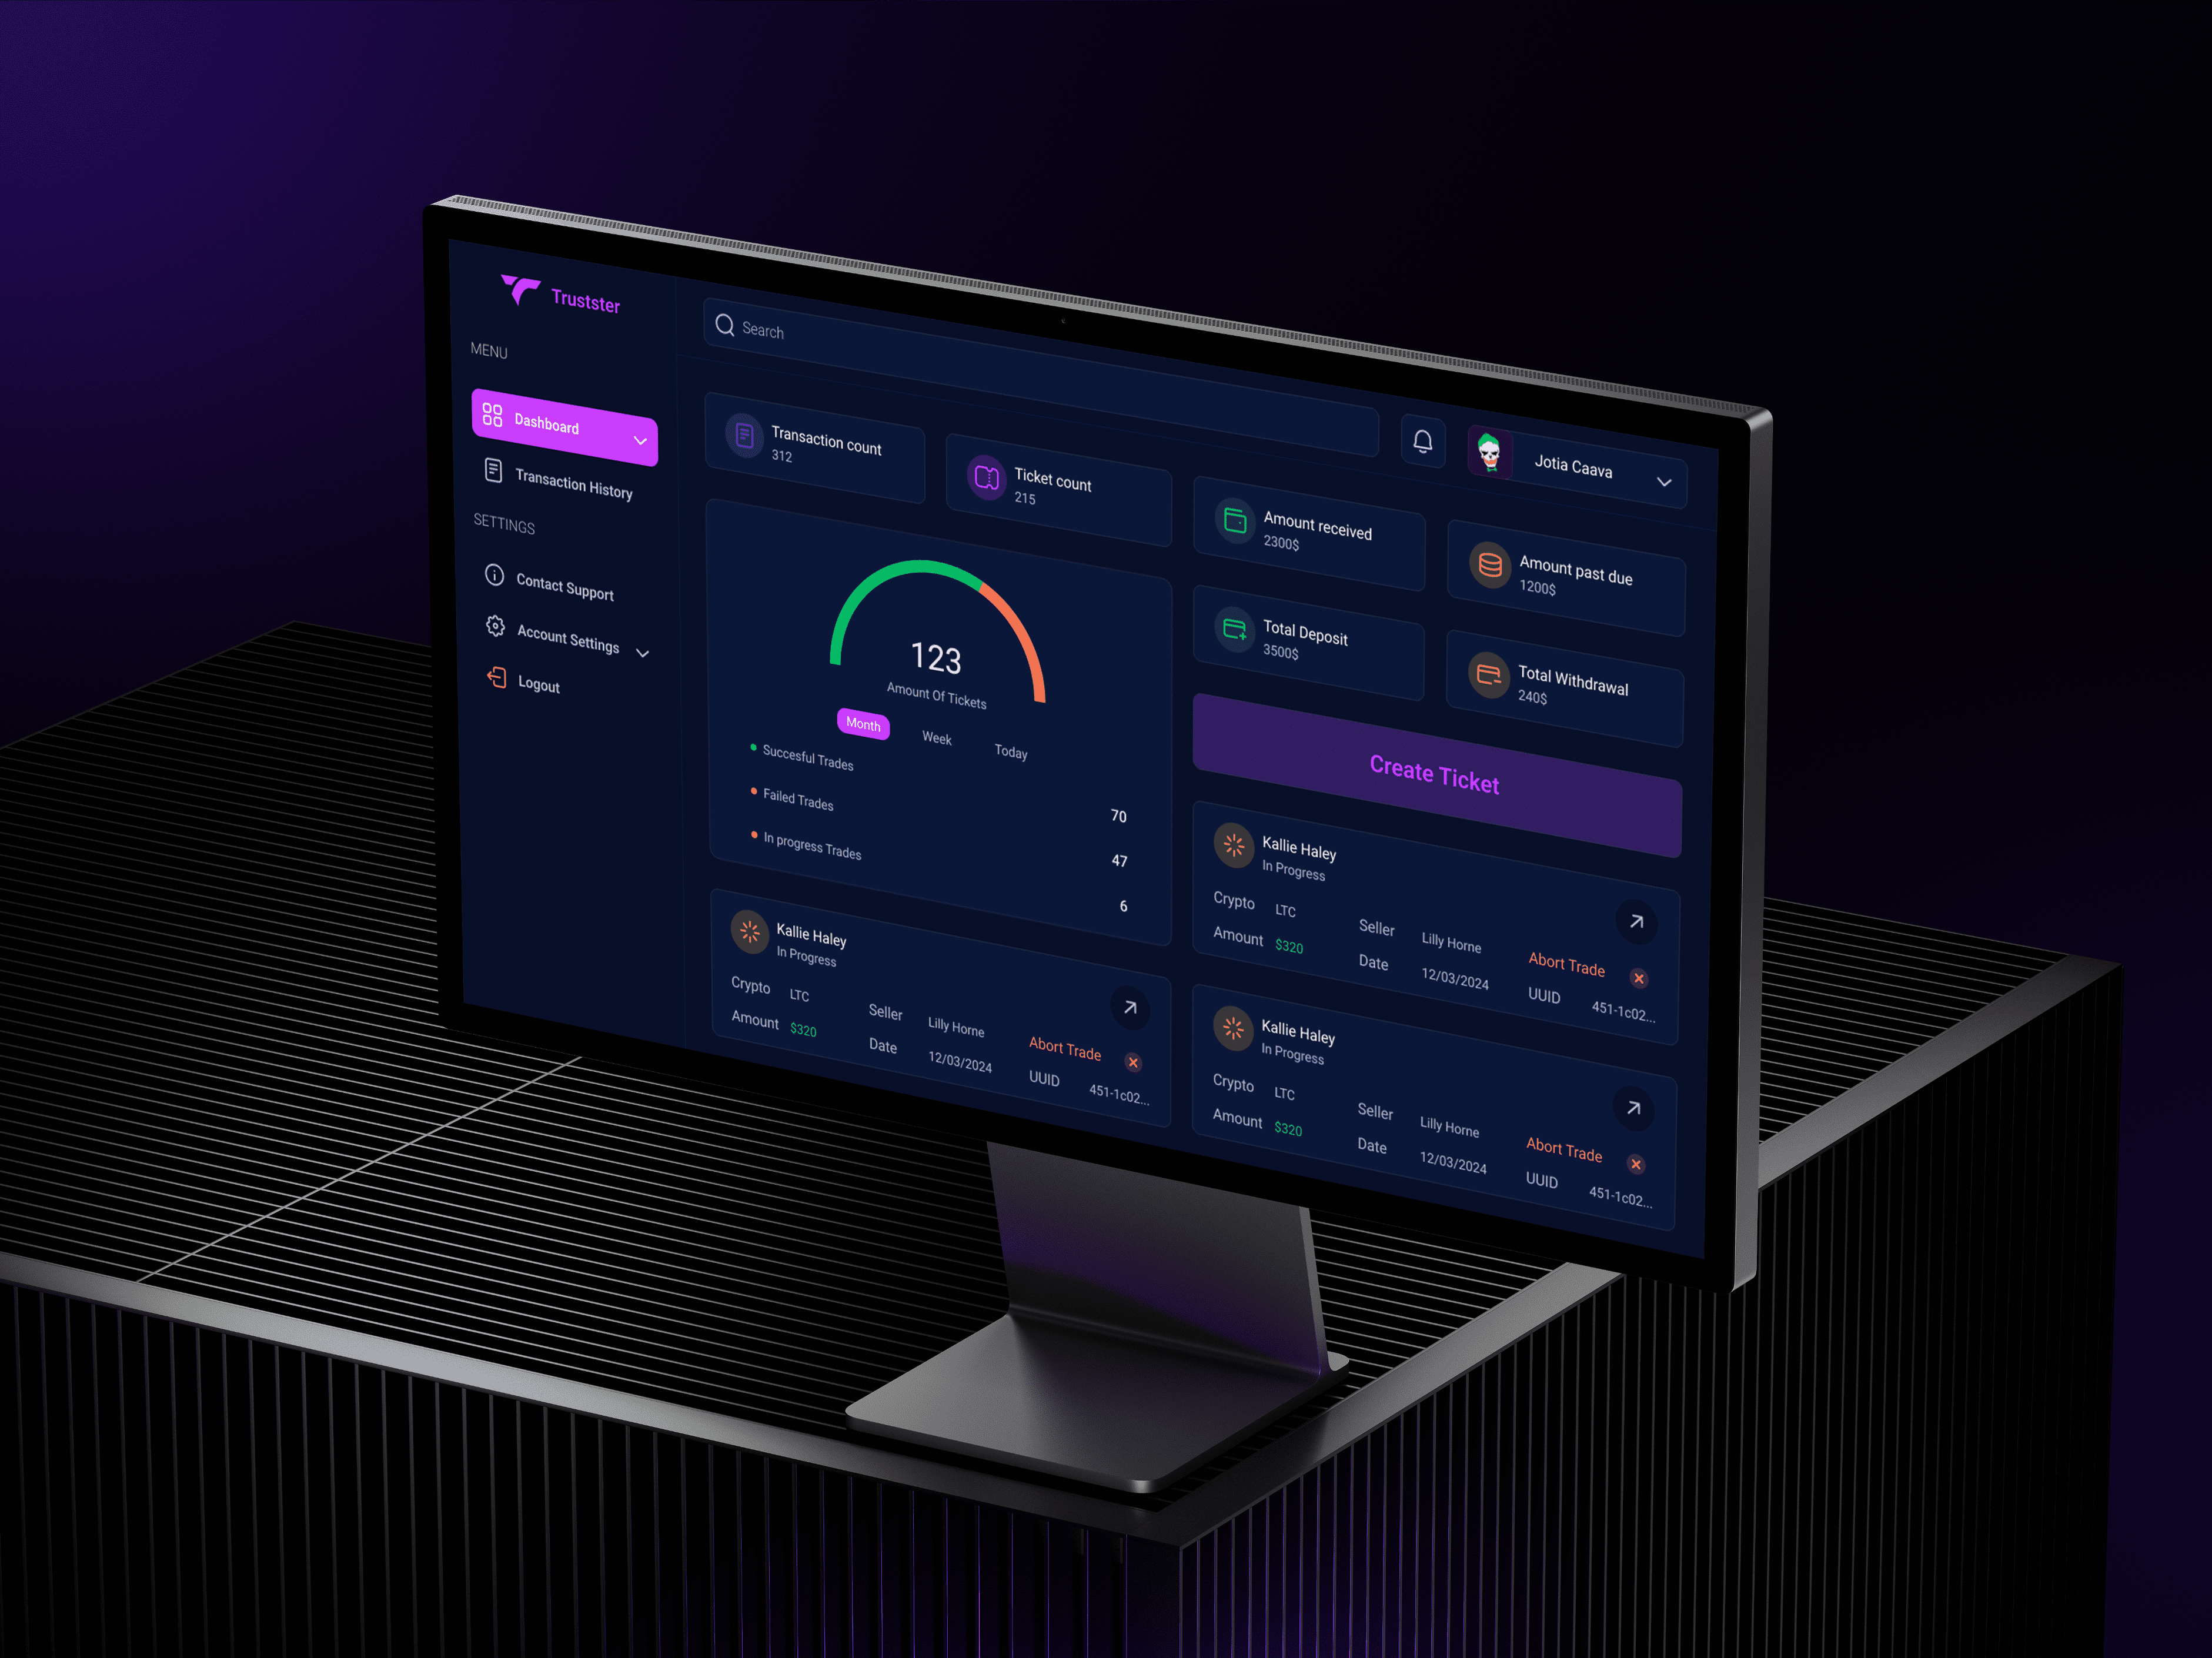 Trustster
MENU
Dashboard
Transaction History
SETTINGS
Contact Support
Account Settings
Logout
Search
Jotia Caava
Transaction count
312
Ticket count
215
Amount received
2300$
Amount past due
1200$
Total Deposit
3500$
Total Withdrawal
240$
123
Amount Of Tickets
Month Week Today
Succesful Trades 70
Failed Trades 47
In progress Trades 6
Create Ticket
Kallie Haley
In Progress
Crypto LTC Seller Lilly Horne Abort Trade
Amount $320 Date 12/03/2024 UUID 451-1c02...
Kallie Haley
In Progress
Crypto LTC Seller Lilly Horne Abort Trade
Amount $320 Date 12/03/2024 UUID 451-1c02...
Kallie Haley
In Progress
Crypto LTC Seller Lilly Horne Abort Trade
Amount $320 Date 12/03/2024 UUID 451-1c02...